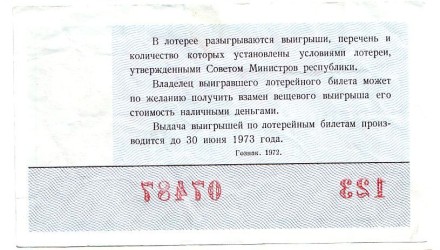 В лотерее разыгрываются выигрыши, перечень и
количество которых установлены условиями лотереи,
утвержденными Советом Министров республики.
Владелец выигравшего лотерейного билета может
по желанию получить взамен вещевого выигрыша его
стоимость наличными деньгами.
Выдача выигрышей по лотерейным билетам произ-
водится до 30 июня 1973 года.
Гознак. 1972.
07487 123